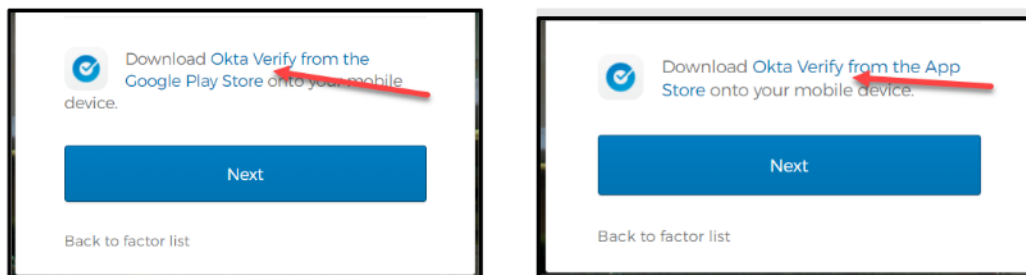 Download Okta Verify from the
Google Play Store onto your mobile
device.
Next
Back to factor list
Download Okta Verify from the App
Store onto your mobile device.
Next
Back to factor list